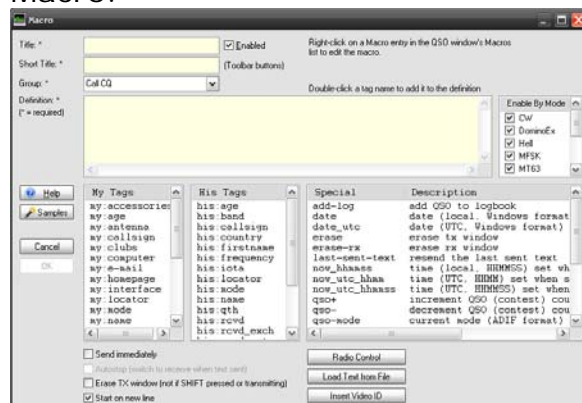 Macro
Title: *
Enabled
Right-click on a Macro entry in the QSO window's Macros
list to edit the macro.
Short Title: *
(Toolbar buttons)
Group: *
Call CQ
Double-click a tag name to add it to the definition
Definition: *
(* = required)
Enable By Mode
CW
DominoEx
Hell
MFSK
MT63
Help
Samples
Cancel
OK
My Tags
my:accessories
my:age
my:antenna
my:callsign
my:clubs
my:computer
my:e-mail
my:homepage
my:interface
my:locator
my:mode
my:name
His Tags
his:age
his:band
his:callsign
his:country
his:firstname
his:frequency
his:iota
his:locator
his:mode
his:name
his:qth
his:rcvd
his:rcvd_exch
Special Description
add-log add QSO to logbook
date date (local, Windows format
date_utc date (UTC, Windows format)
erase erase tx window
erase-rx erase rx window
last-sent-text resend the last sent text
now_hhmmss time (local, HHMMSS) set wh
now_utc_hhmm time (UTC, HHMM) set when s
now_utc_hhmmss time (UTC, HHMMSS) set when
qso+ increment QSO (contest) cou
qso- decrement QSO (contest) cou
qso-mode current mode (ADIF format)
Send immediately
Autostop (switch to receive when text sent)
Erase TX window (not if SHIFT pressed or transmitting)
Start on new line
Radio Control
Load Text from File
Insert Video ID